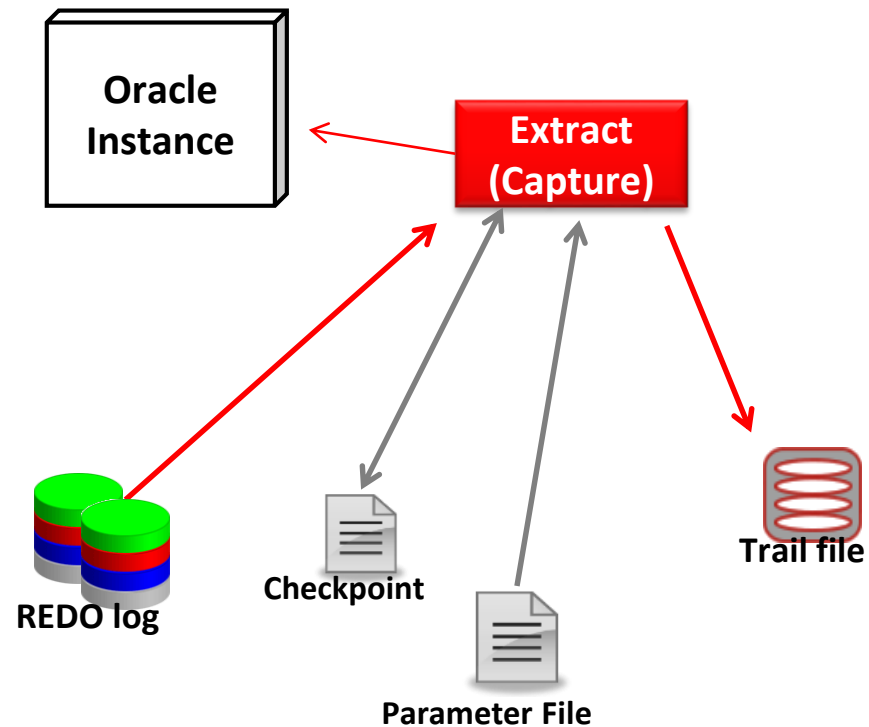 Oracle
Instance
Extract
(Capture)
REDO log
Checkpoint
Parameter File
Trail file